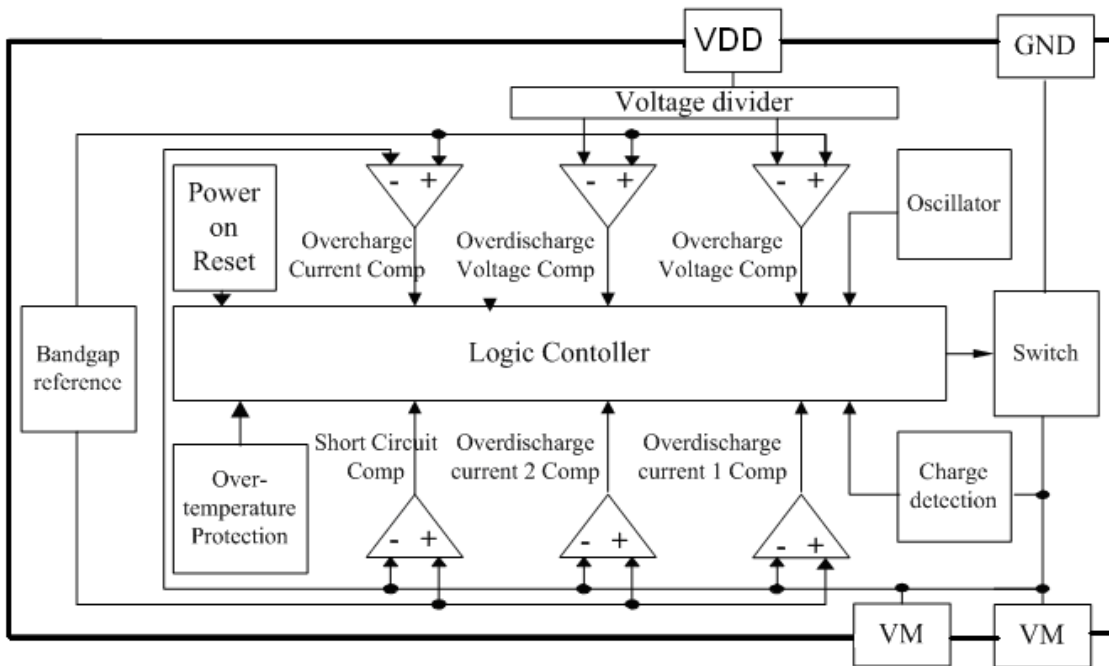 VDD
GND
Voltage divider
- +
- +
- +
Power
on
Reset
Oscillator
Overcharge
Current Comp
Overdischarge
Voltage Comp
Overcharge
Voltage Comp
Bandgap
reference
Logic Contoller
Switch
Short Circuit
Comp
Overdischarge
current 2 Comp
Overdischarge
current 1 Comp
Over-
temperature
Protection
Charge
detection
- +
- +
- +
VM
VM